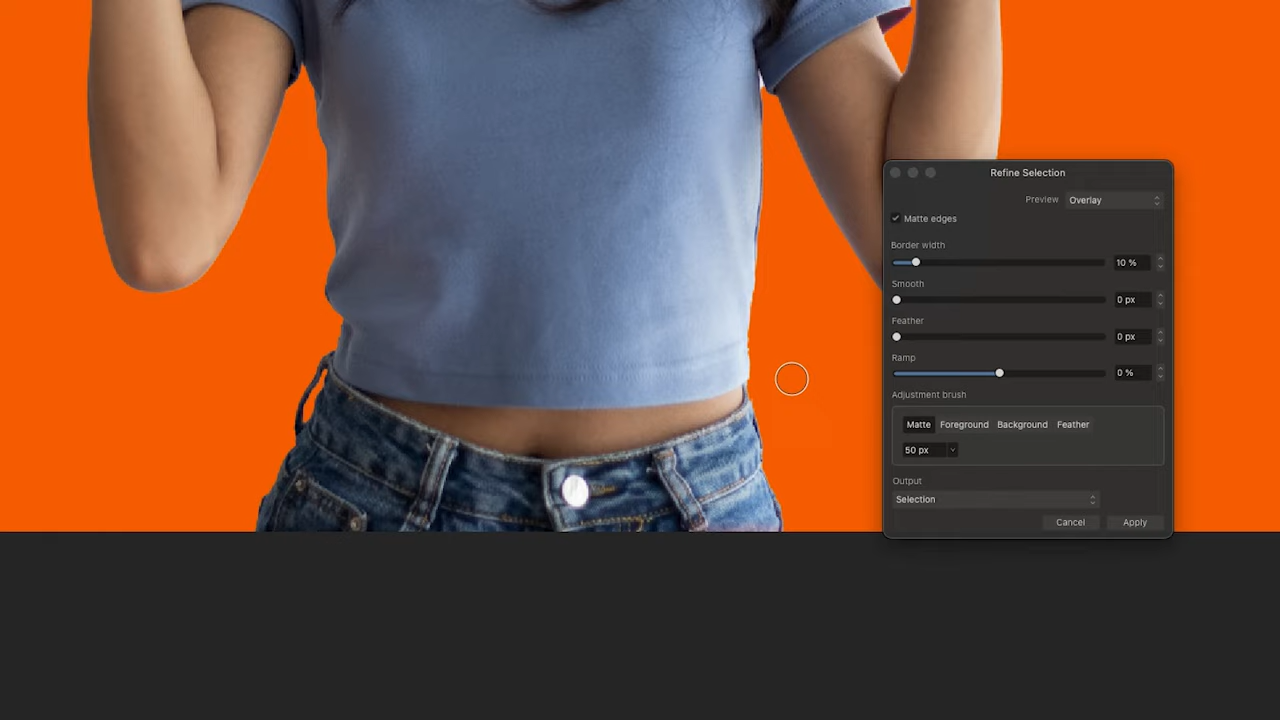 Refine Selection
Preview Overlay
Matte edges
Border width
10 %
Smooth
0 px
Feather
0 px
Ramp
0 %
Adjustment brush
Matte Foreground Background Feather
50 px
Output
Selection
Cancel Apply